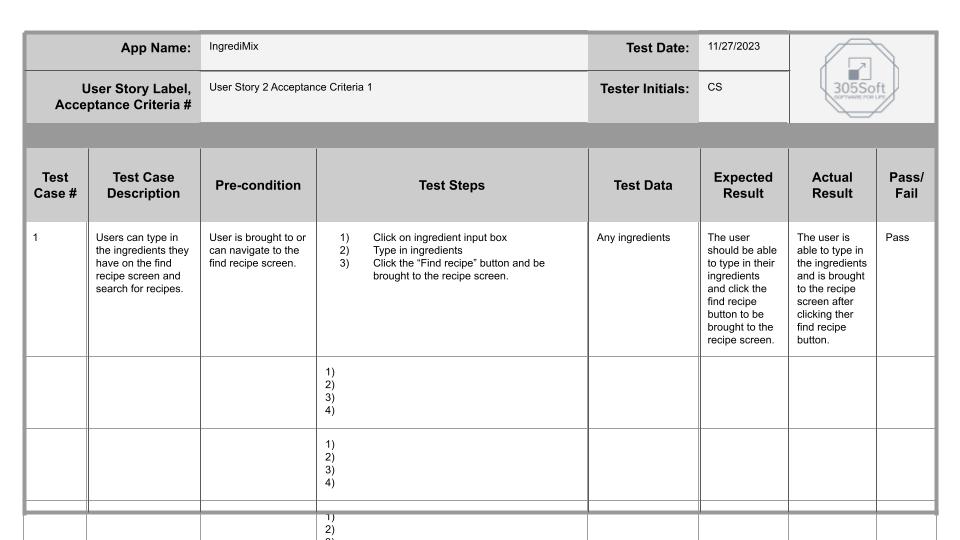 App Name:
IngrediMix
Test Date:
11/27/2023
User Story Label,
Acceptance Criteria #
User Story 2 Acceptance Criteria 1
Tester Initials:
CS
305Soft
SOFTWARE FOR LIFE
Test
Case #
Test Case
Description
Pre-condition
Test Steps
Test Data
Expected
Result
Actual
Result
Pass/
Fail
1
Users can type in
the ingredients they
have on the find
recipe screen and
search for recipes.
User is brought to or
can navigate to the
find recipe screen.
1) Click on ingredient input box
2) Type in ingredients
3) Click the “Find recipe” button and be
brought to the recipe screen.
Any ingredients
The user
should be able
to type in their
ingredients
and click the
find recipe
button to be
brought to the
recipe screen.
The user is
able to type in
the ingredients
and is brought
to the recipe
screen after
clicking ther
find recipe
button.
Pass
1)
2)
3)
4)
1)
2)
3)
4)
1)
2)
3)